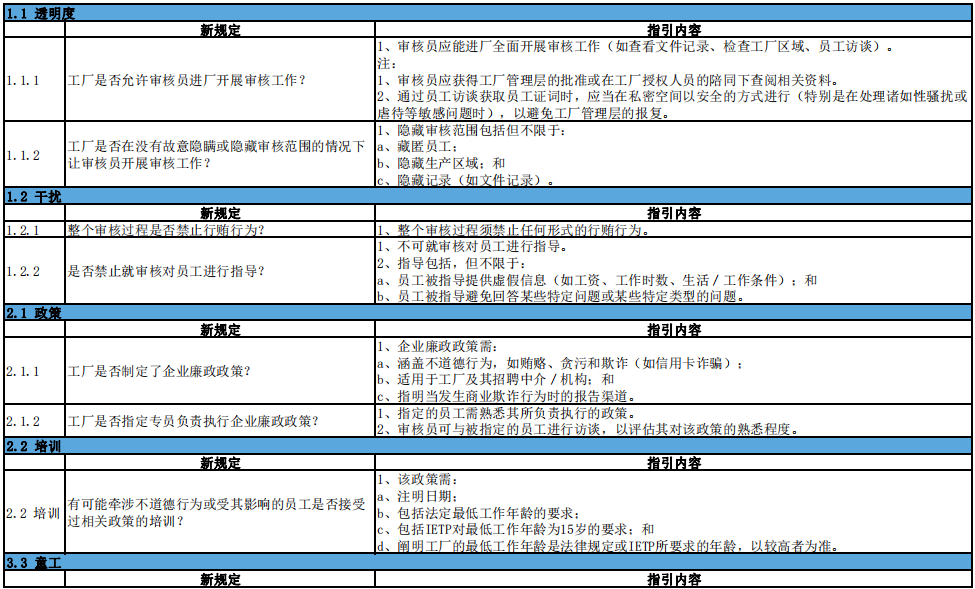 1.1 透明度
新规定 指引内容
1.1.1 工厂是否允许审核员进厂开展审核工作？
1、审核员应能进厂全面开展审核工作（如查看文件记录、检查工厂区域、员工访谈）。
注：
1、审核员应获得工厂管理层的批准或在工厂授权人员的陪同下查阅相关资料。
2、通过员工访谈获取员工证词时，应当在私密空间以安全的方式进行（特别是在处理诸如性骚扰或
虐待等敏感问题时），以避免工厂管理层的报复。
1.1.2 工厂是否在没有故意隐瞒或隐藏审核范围的情况下
让审核员开展审核工作？
1、隐藏审核范围包括但不限于：
a、藏匿员工；
b、隐藏生产区域；和
c、隐藏记录（如文件记录）。
1.2 干扰
新规定 指引内容
1.2.1 整个审核过程是否禁止行贿行为？ 1、整个审核过程须禁止任何形式的行贿行为。
1.2.2 是否禁止就审核对员工进行指导？
1、不可就审核对员工进行指导。
2、指导包括，但不限于：
a、员工被指导提供虚假信息（如工资、工作时数、生活／工作条件）；和
b、员工被指导避免回答某些特定问题或某些特定类型的问题。
2.1 政策
新规定 指引内容
2.1.1 工厂是否制定了企业廉政政策？
1、企业廉政政策需：
a、涵盖不道德行为，如贿赂、贪污和欺诈（如信用卡诈骗）；
b、适用于工厂及其招聘中介／机构；和
c、指明当发生商业欺诈行为时的报告渠道。
2.1.2 工厂是否指定专员负责执行企业廉政政策？
1、指定的员工需熟悉其所负责执行的政策。
2、审核员可与被指定的员工进行访谈，以评估其对该政策的熟悉程度。
2.2 培训
新规定 指引内容
2.2 培训 有可能牵涉不道德行为或受其影响的员工是否接受
过相关政策的培训？
1、该政策需：
a、注明日期；
b、包括法定最低工作年龄的要求；
c、包括IETP对最低工作年龄为15岁的要求；和
d、阐明工厂的最低工作年龄是法律规定或IETP所要求的年龄，以较高者为准。
3.3 童工
新规定 指引内容